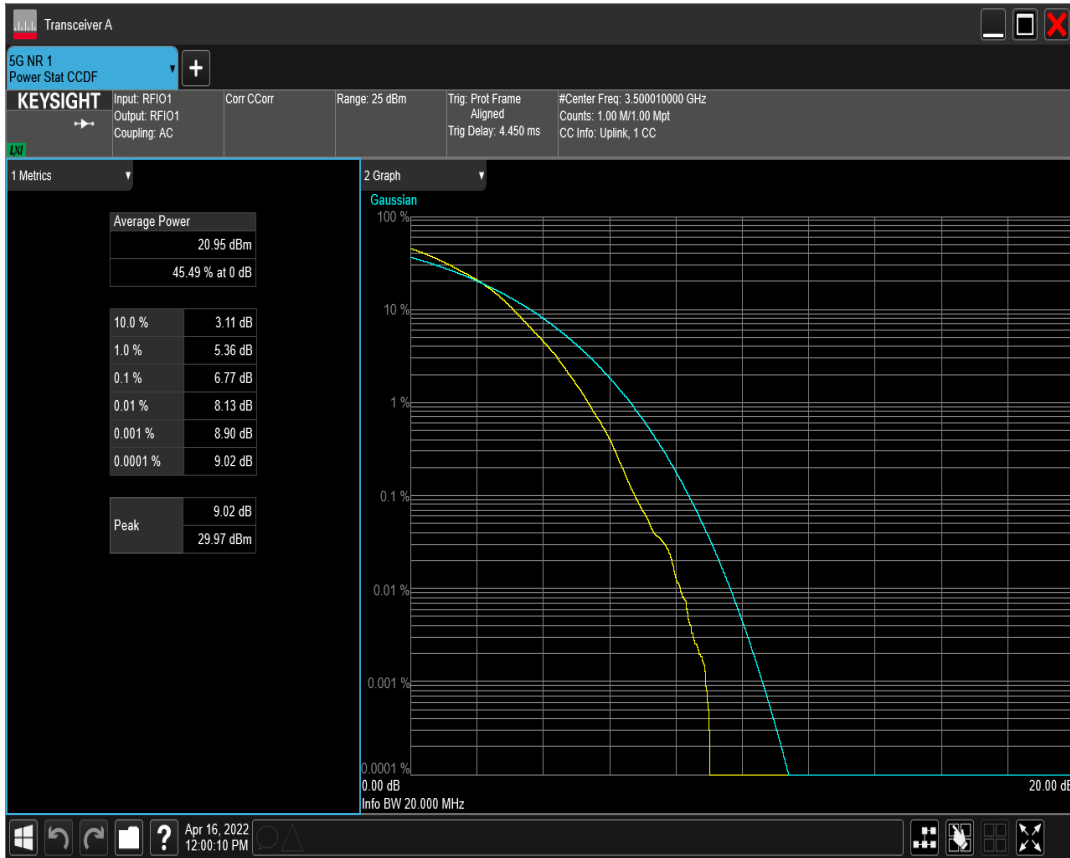 Transceiver A
5G NR 1
Power Stat CCDF
KEYSIGHT
LXI
Input: RFIO1
Output: RFIO1
Coupling: AC
Corr CCorr
Range: 25 dBm
Trig: Prot Frame
Aligned
Trig Delay: 4.450 ms
#Center Freq: 3.500010000 GHz
Counts: 1.00 M/1.00 Mpt
CC Info: Uplink, 1 CC
1 Metrics
Average Power
20.95 dBm
45.49 % at 0 dB
10.0 % 3.11 dB
1.0 % 5.36 dB
0.1 % 6.77 dB
0.01 % 8.13 dB
0.001 % 8.90 dB
0.0001 % 9.02 dB
Peak 9.02 dB
29.97 dBm
2 Graph
Gaussian
100 %
10 %
1 %
0.1 %
0.01 %
0.001 %
0.0001 %
0.00 dB 20.00 dB
Info BW 20.000 MHz
? Apr 16, 2022
12:00:10 PM